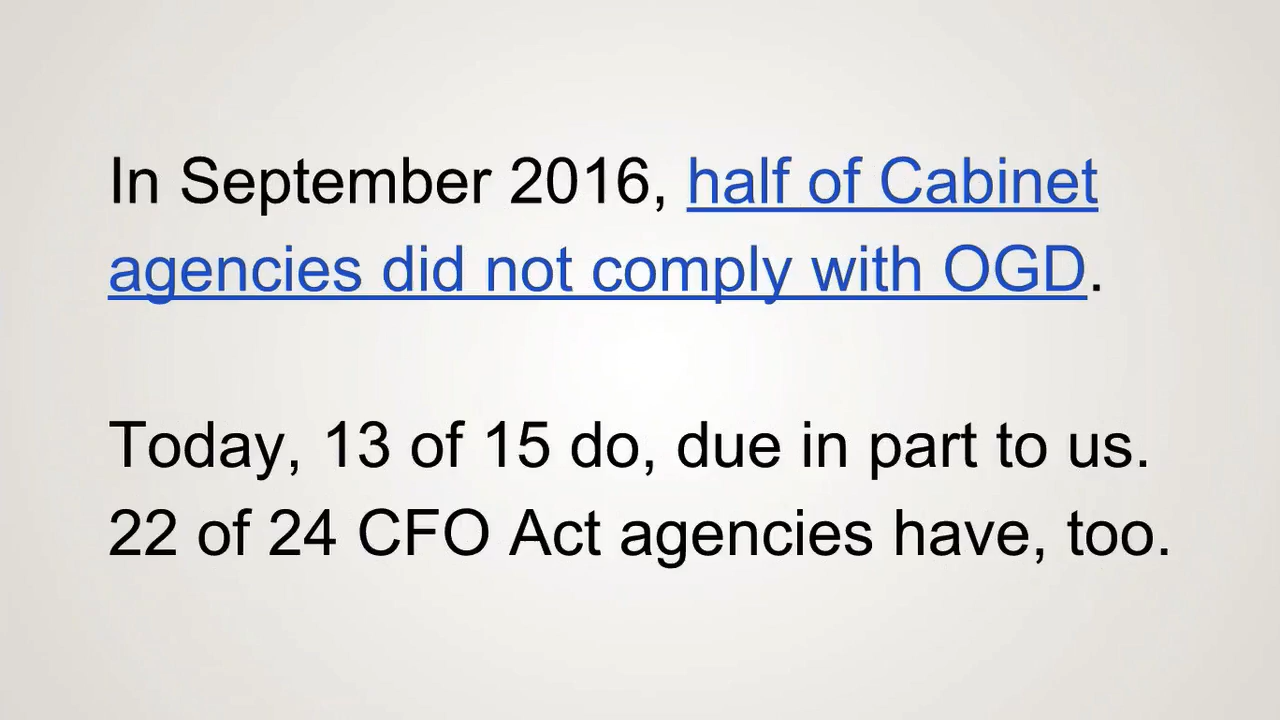 In September 2016, half of Cabinet
agencies did not comply with OGD.
Today, 13 of 15 do, due in part to us.
22 of 24 CFO Act agencies have, too.